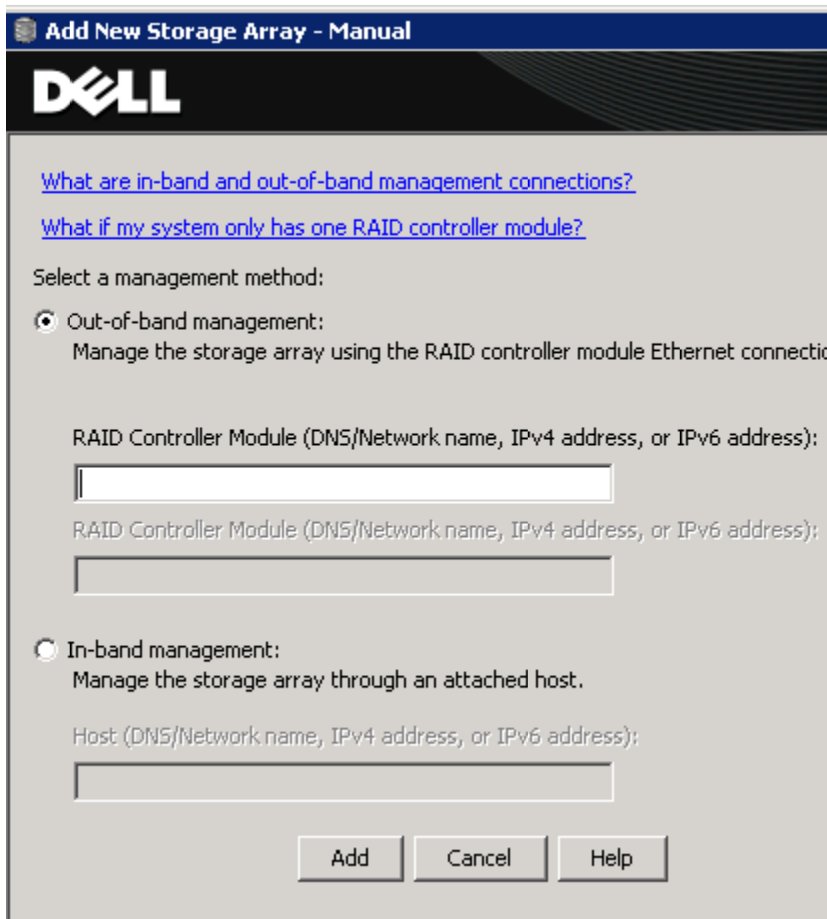 Add New Storage Array - Manual
DELL
What are in-band and out-of-band management connections?
What if my system only has one RAID controller module?
Select a management method:
Out-of-band management:
Manage the storage array using the RAID controller module Ethernet connectio
RAID Controller Module (DNS/Network name, IPv4 address, or IPv6 address):
RAID Controller Module (DNS/Network name, IPv4 address, or IPv6 address):
In-band management:
Manage the storage array through an attached host.
Host (DNS/Network name, IPv4 address, or IPv6 address):
Add Cancel Help